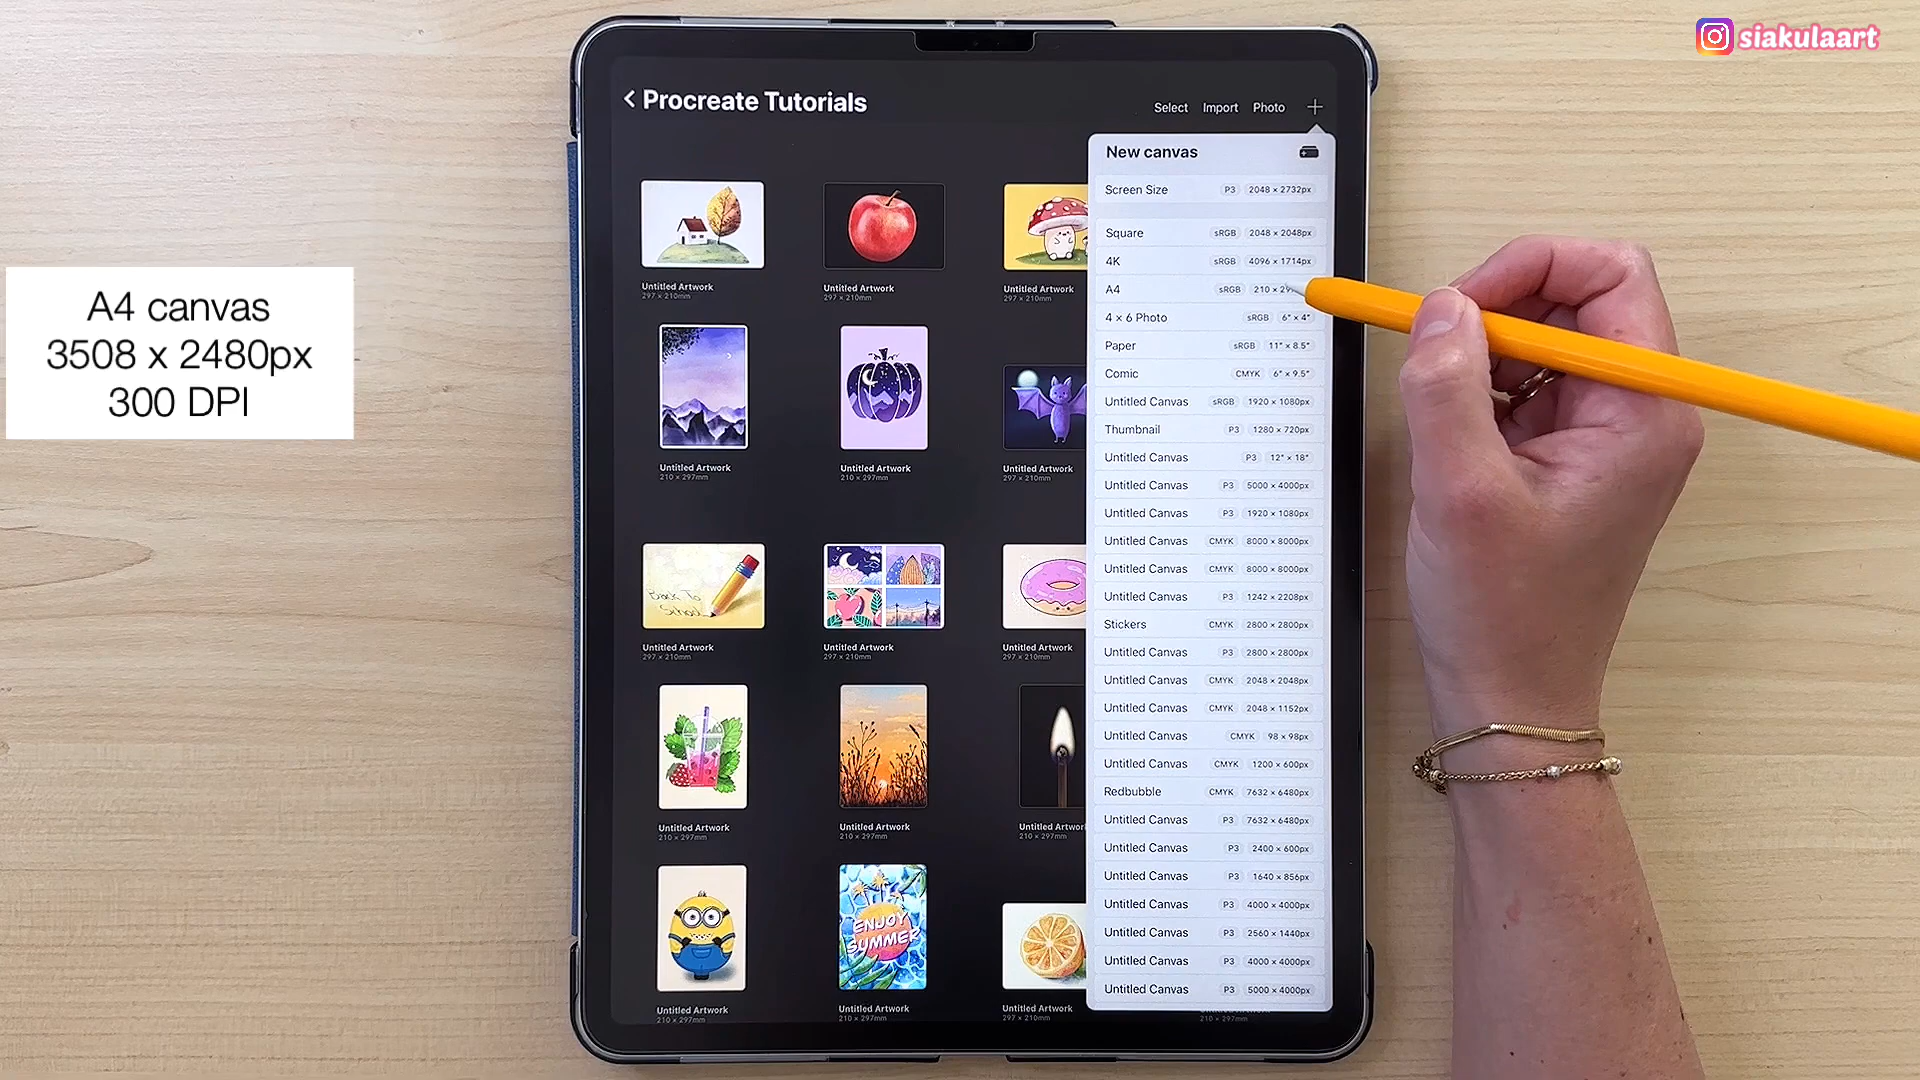 siakulaart
Procreate Tutorials
Select Import Photo
A4 canvas
3508 x 2480px
300 DPI
New canvas
Screen Size P3 2048 × 2732px
Square sRGB 2048 × 2048px
4K sRGB 4096 × 1714px
A4 sRGB 210 ×
4 × 6 Photo sRGB 6" × 4"
Paper sRGB 11" × 8.5"
Comic CMYK 6" × 9.5"
Untitled Canvas sRGB 1920 × 1080px
Thumbnail P3 1280 × 720px
Untitled Canvas P3 12" × 18"
Untitled Canvas P3 5000 × 4000px
Untitled Canvas P3 1920 × 1080px
Untitled Canvas CMYK 8000 × 8000px
Untitled Canvas CMYK 8000 × 8000px
Untitled Canvas P3 1242 × 2208px
Stickers CMYK 2800 × 2800px
Untitled Canvas P3 2800 × 2800px
Untitled Canvas CMYK 2048 × 2048px
Untitled Canvas CMYK 2048 × 1152px
Untitled Canvas CMYK 98 × 98px
Untitled Canvas CMYK 1200 × 600px
Redbubble CMYK 7632 × 6480px
Untitled Canvas P3 7632 × 6480px
Untitled Canvas P3 2400 × 600px
Untitled Canvas P3 1640 × 856px
Untitled Canvas P3 4000 × 4000px
Untitled Canvas P3 2560 × 1440px
Untitled Canvas P3 4000 × 4000px
Untitled Canvas P3 5000 × 4000px
Untitled Artwork
297 × 210mm
Untitled Artwork
297 × 210mm
Untitled Artwork
297 × 210mm
Untitled Artwork
210 × 297mm
Untitled Artwork
210 × 297mm
Untitled Artwork
297 × 210mm
Back To
School
Untitled Artwork
297 × 210mm
Untitled Artwork
297 × 210mm
Untitled Artwork
297 × 210mm
Untitled Artwork
210 × 297mm
Untitled Artwork
210 × 297mm
Untitled
210 × 297mm
ENJOY
SUMMER
Untitled Artwork
210 × 297mm
Untitled Artwork
210 × 297mm
Untitled Artwork
297 × 210mm
210 × 297mm